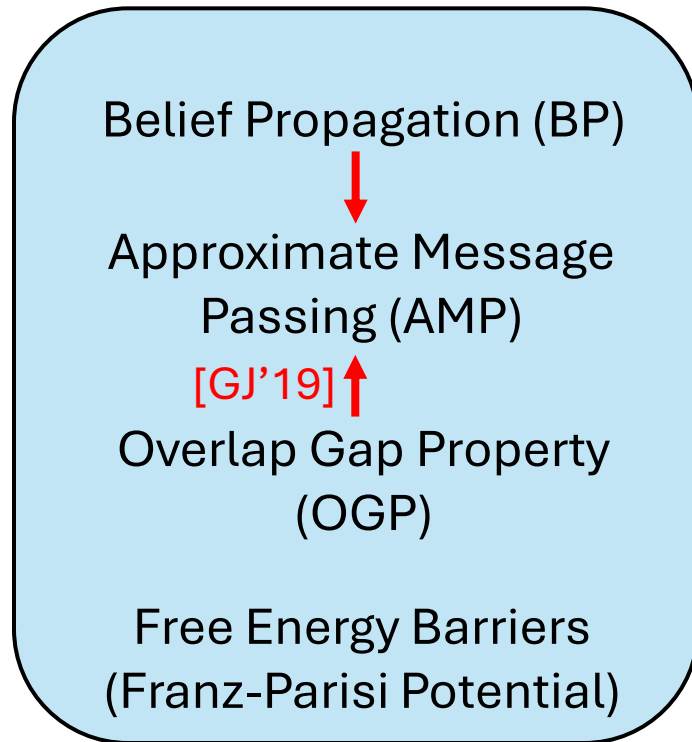 Belief Propagation (BP)
Approximate Message
Passing (AMP)
[GJ’19]
Overlap Gap Property
(OGP)
Free Energy Barriers
(Franz-Parisi Potential)